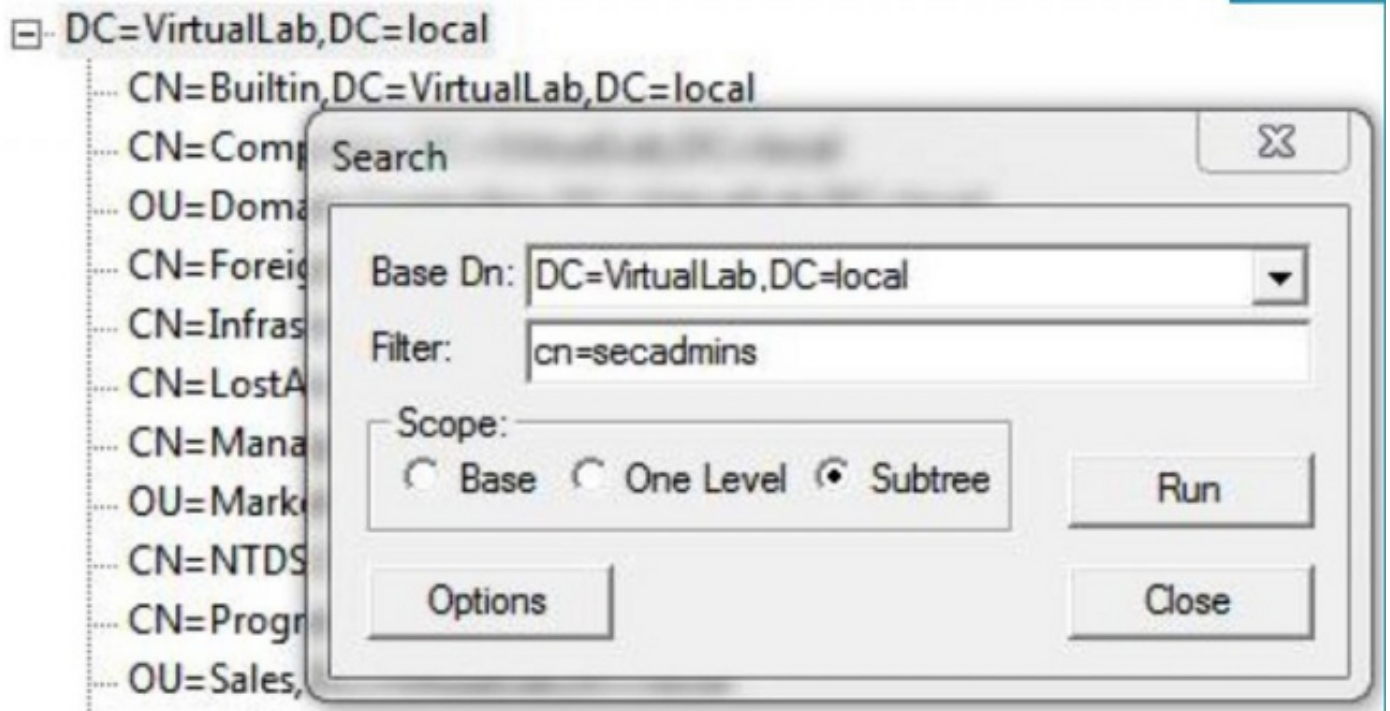 DC=VirtualLab,DC=local
CN=Builtin,DC=VirtualLab,DC=local
CN=Comp
OU=Doma
CN=Foreig
CN=Infras
CN=LostA
CN=Mana
OU=Mark
CN=NTDS
CN=Progr
OU=Sales,
Search
Base Dn: DC=VirtualLab,DC=local
Filter: cn=secadmins
Scope:
Base One Level Subtree
Run
Options
Close